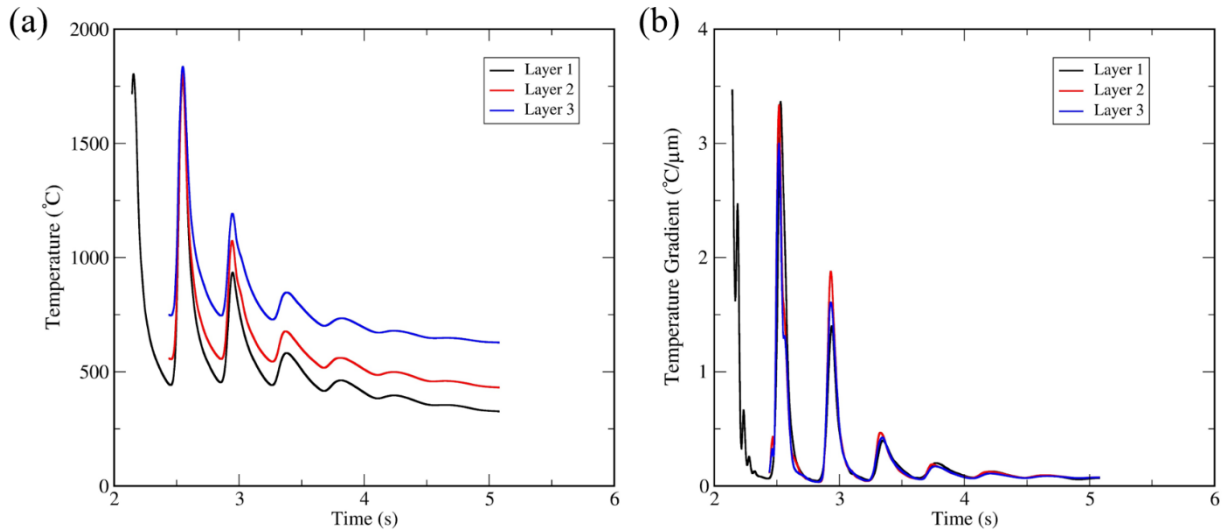 (a)
2000
1500
1000
500
0
Temperature (°C)
2 3 4 5 6
Time (s)
Layer 1
Layer 2
Layer 3
(b)
4
3
2
1
0
Temperature Gradient (°C/μm)
2 3 4 5 6
Time (s)
Layer 1
Layer 2
Layer 3